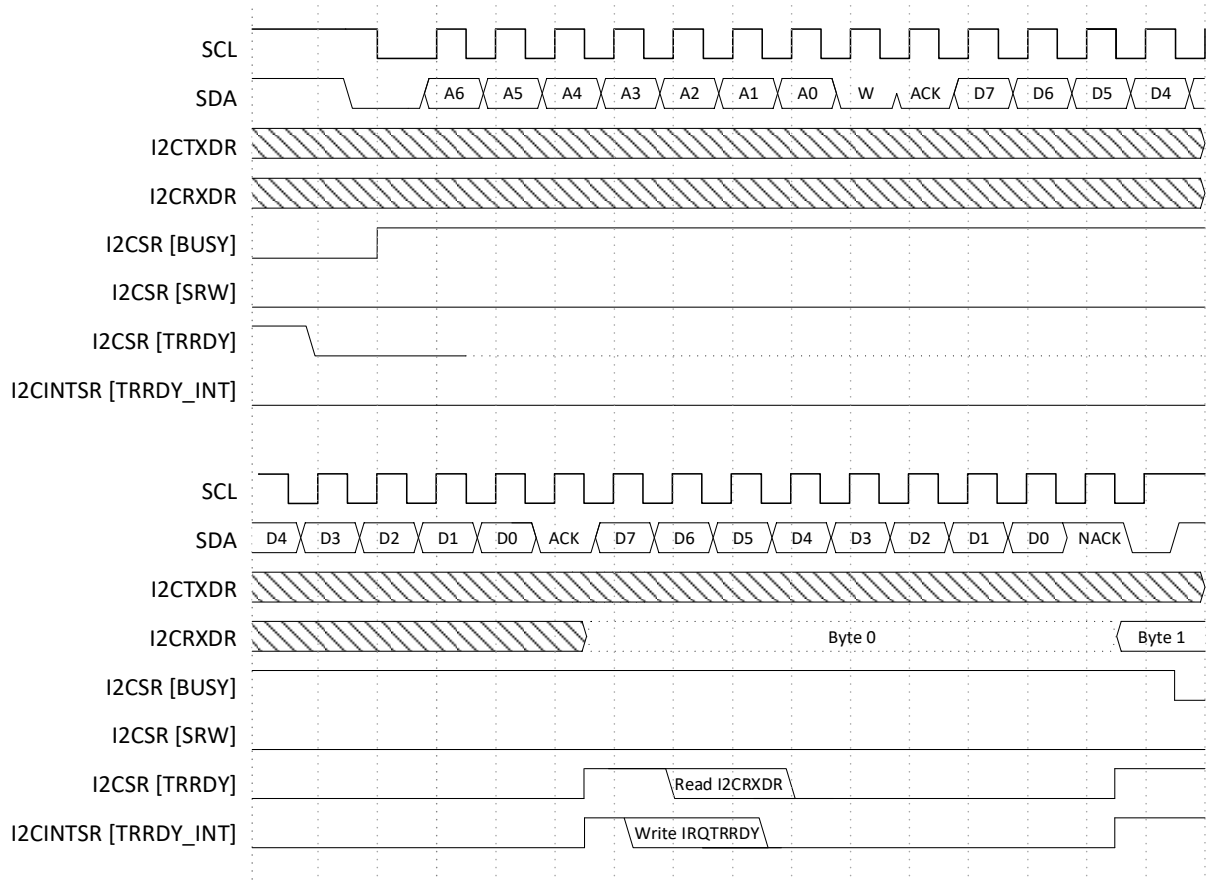 SCL
SDA A6 A5 A4 A3 A2 A1 A0 W ACK D7 D6 D5 D4
I2CTXDR
I2CRXDR
I2CSR [BUSY]
I2CSR [SRW]
I2CSR [TRRDY]
I2CINTSR [TRRDY_INT]
SCL
SDA D4 D3 D2 D1 D0 ACK D7 D6 D5 D4 D3 D2 D1 D0 NACK
I2CTXDR
I2CRXDR Byte 0 Byte 1
I2CSR [BUSY]
I2CSR [SRW]
I2CSR [TRRDY] Read I2CRXDR
I2CINTSR [TRRDY_INT] Write IRQTRRDY